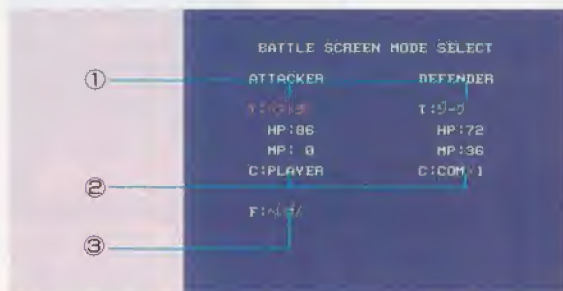 BATTLE SCREEN MODE SELECT
① ATTACKER DEFENDER
T: T:
HP:86 HP:72
MP: 0 MP:36
② C:PLAYER C:COM 1
③ F: